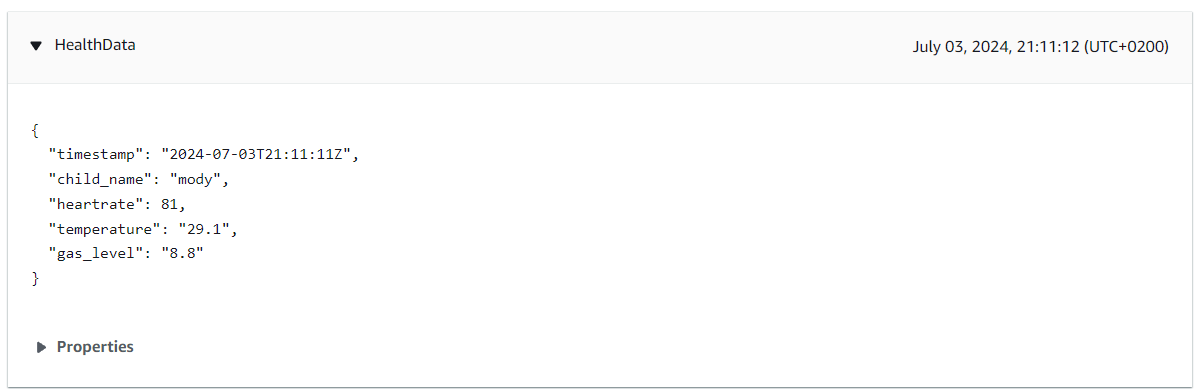 HealthData
July 03, 2024, 21:11:12 (UTC+0200)
{
"timestamp": "2024-07-03T21:11:11Z",
"child_name": "mody",
"heartrate": 81,
"temperature": "29.1",
"gas_level": "8.8"
}
Properties